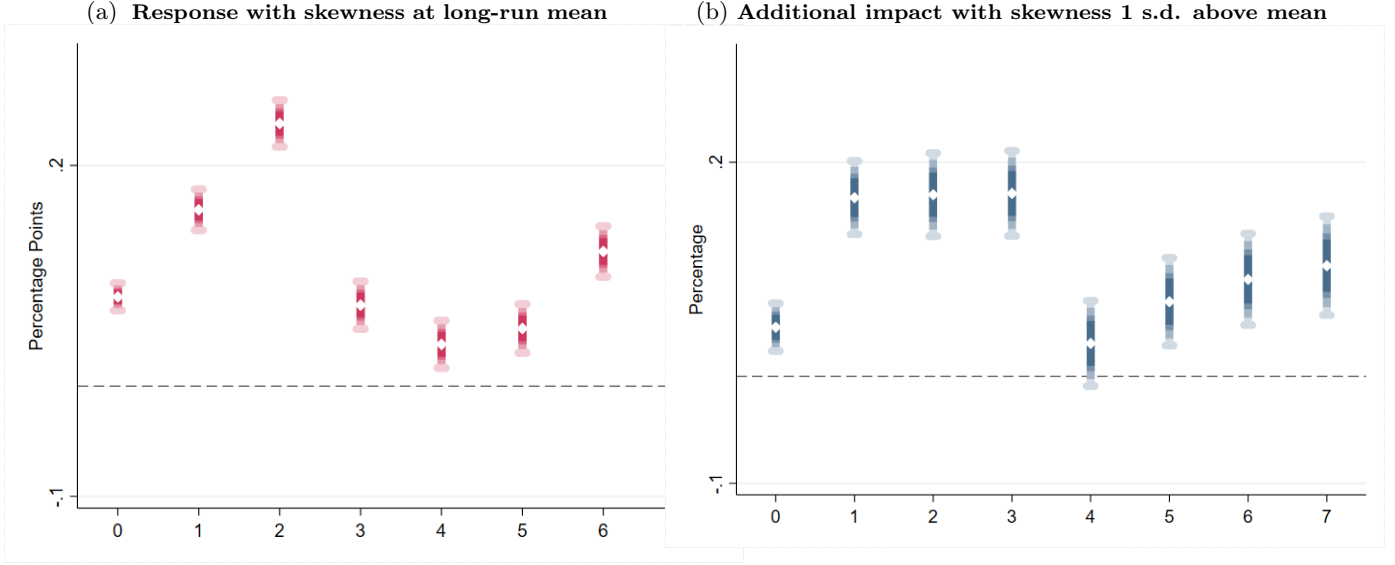 (a) Response with skewness at long-run mean
Percentage Points
.2
-.1
0 1 2 3 4 5 6
(b) Additional impact with skewness 1 s.d. above mean
Percentage
.2
-.1
0 1 2 3 4 5 6 7